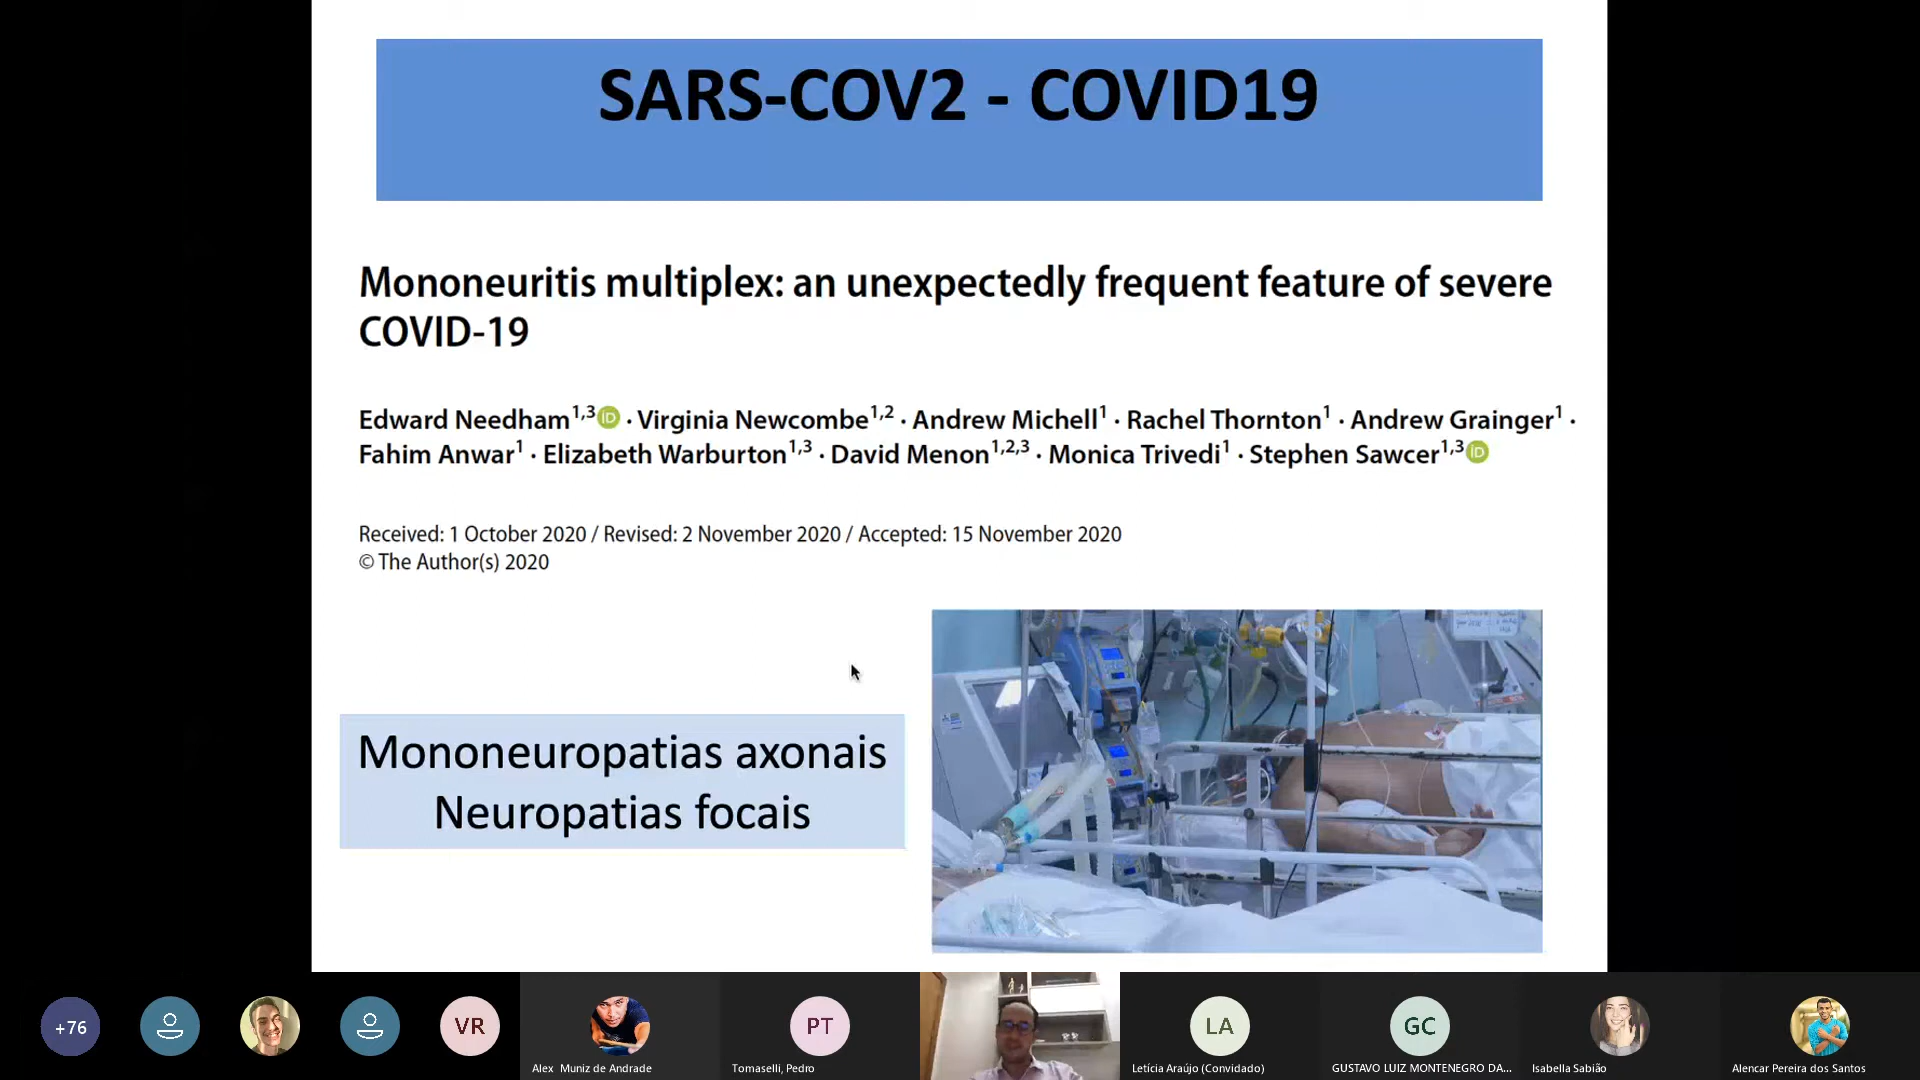 SARS-COV2 - COVID19
Mononeuritis multiplex: an unexpectedly frequent feature of severe
COVID-19
Edward Needham1,3 iD · Virginia Newcombe1,2 · Andrew Michell1 · Rachel Thornton1 · Andrew Grainger1 ·
Fahim Anwar1 · Elizabeth Warburton1,3 · David Menon1,2,3 · Monica Trivedi1 · Stephen Sawcer1,3 iD
Received: 1 October 2020 / Revised: 2 November 2020 / Accepted: 15 November 2020
© The Author(s) 2020
Mononeuropatias axonais
Neuropatias focais
+76
VR
PT
LA
GC
Alex Muniz de Andrade
Tomaselli, Pedro
Letícia Araújo (Convidado)
GUSTAVO LUIZ MONTENEGRO DA...
Isabella Sabião
Alencar Pereira dos Santos